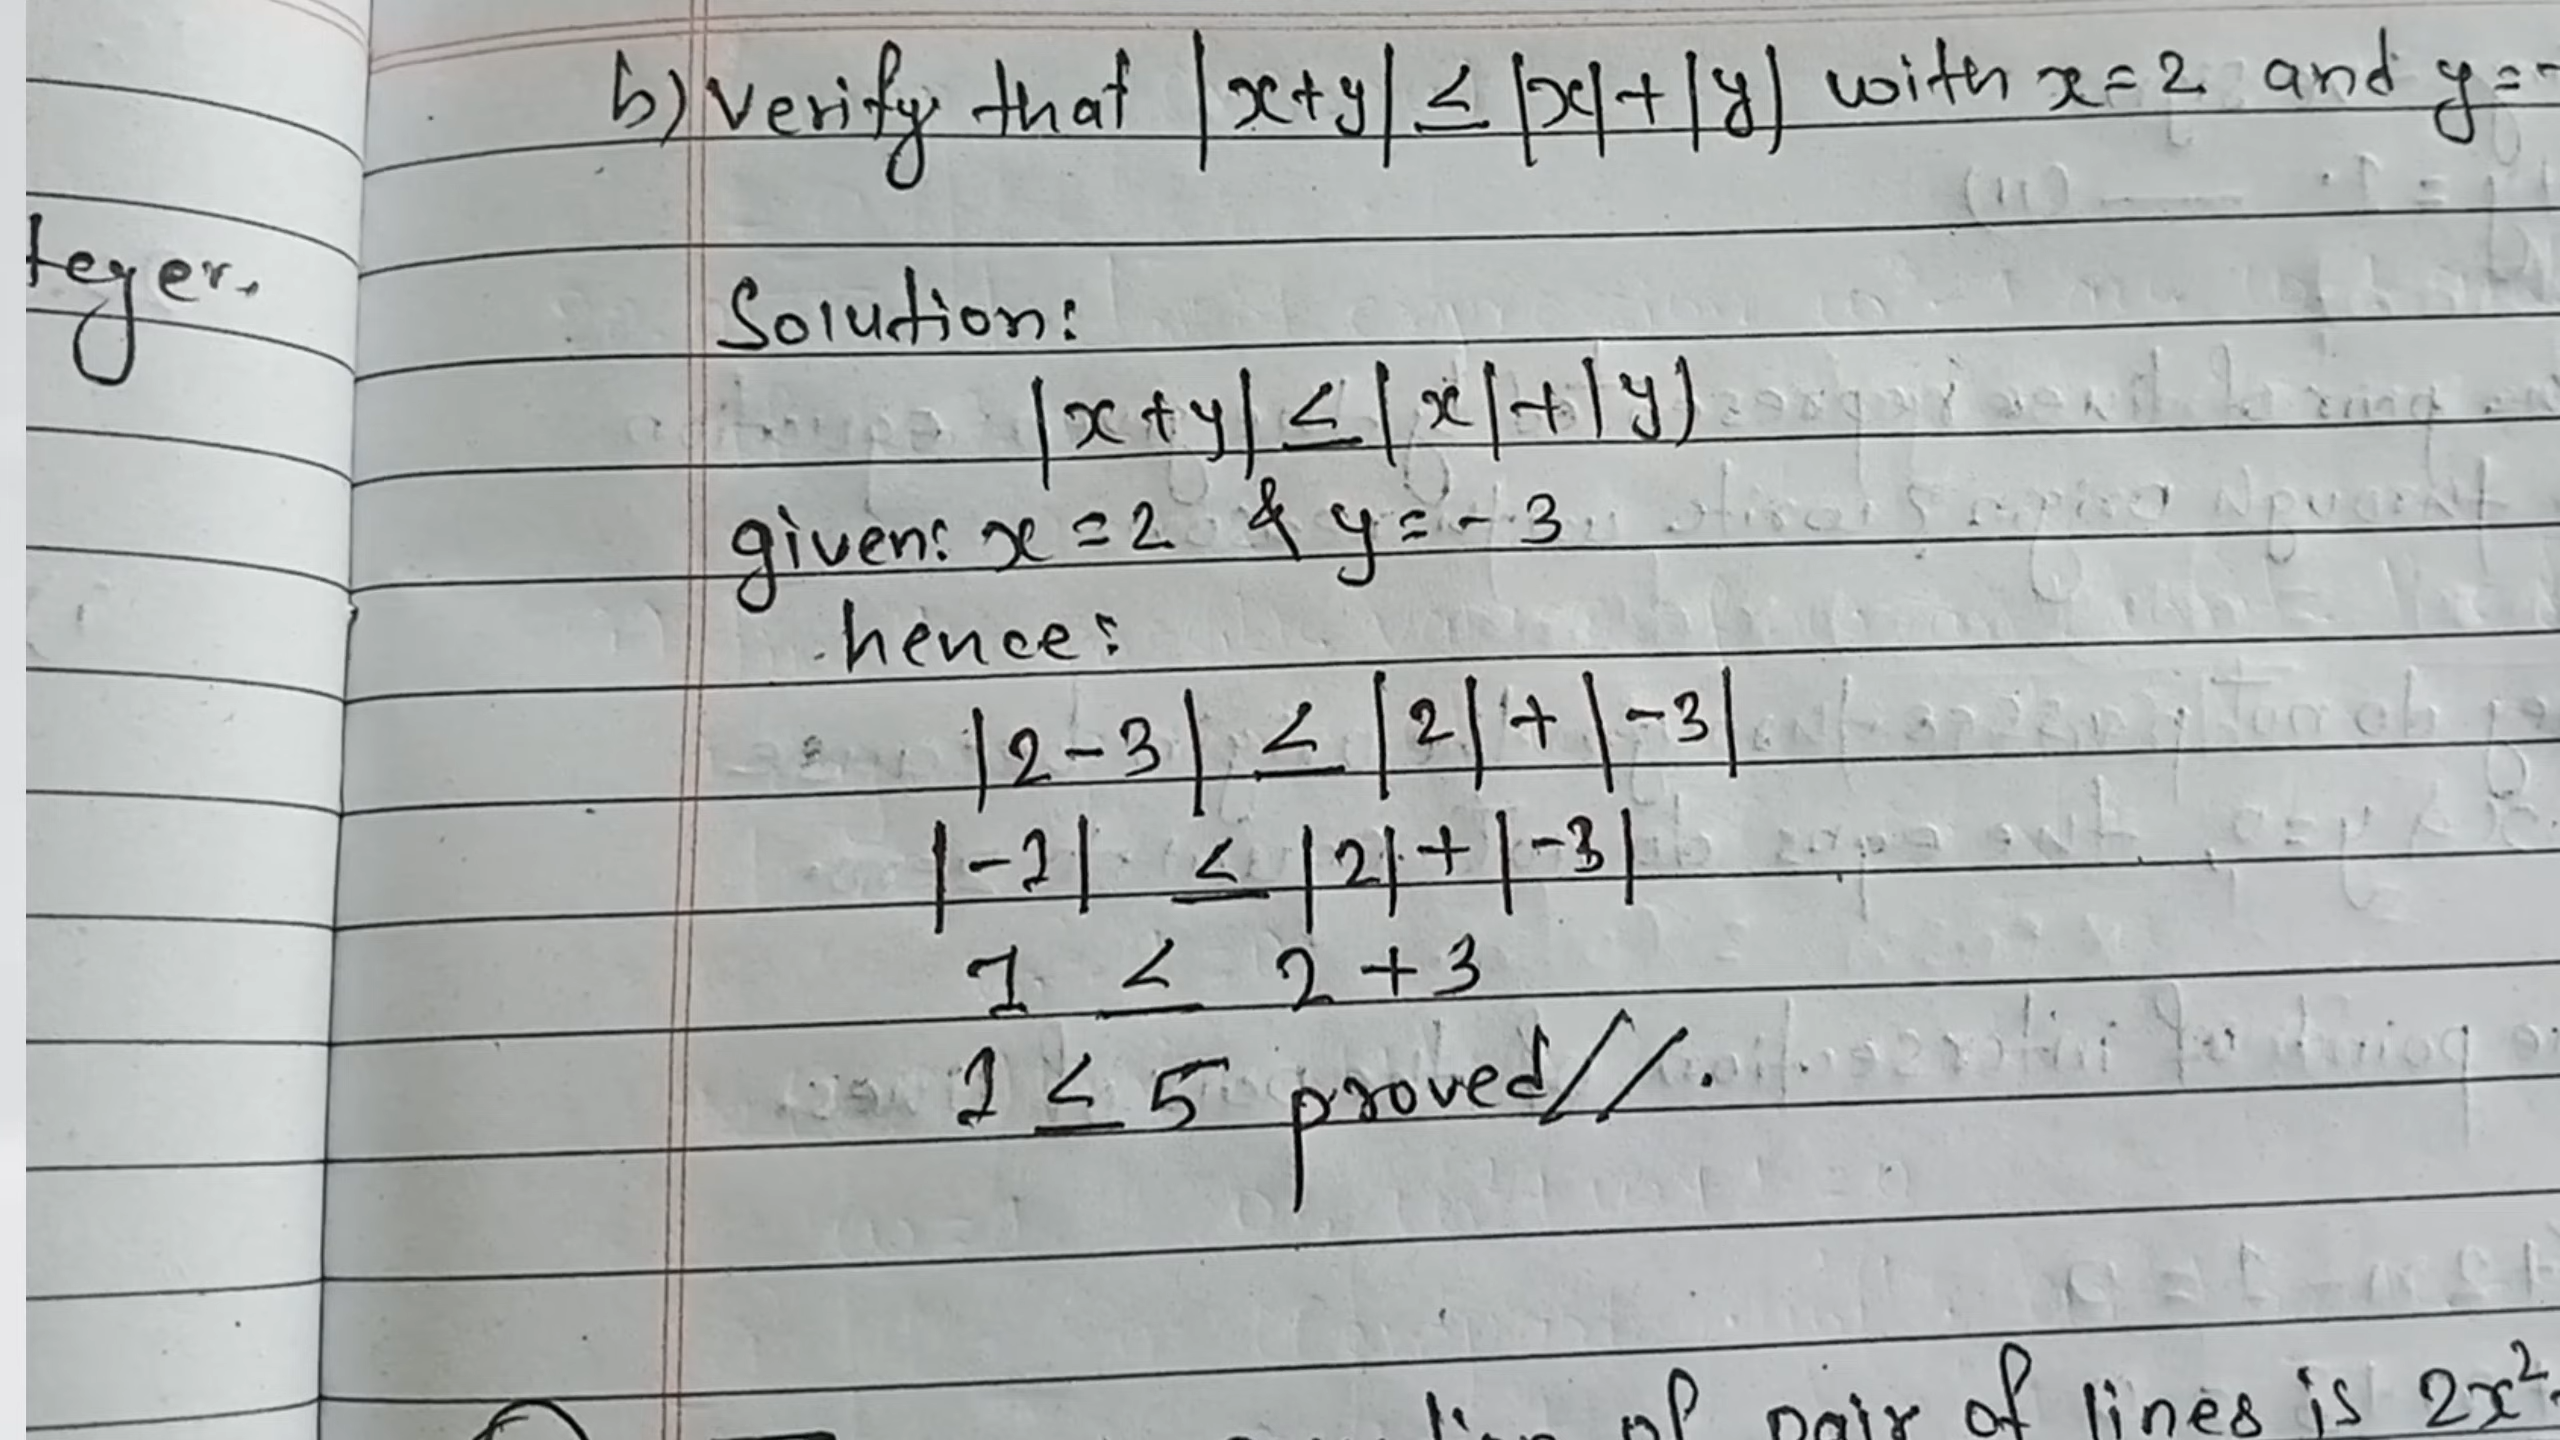 b) Verify that |x+y| ≤ |x|+|y| with x=2 and y=-
teger.
Solution:
|x+y| ≤ |x|+|y|
given: x=2 & y=-3
hence:
|2-3| ≤ |2|+|-3|
|-1| ≤ |2|+|-3|
1 ≤ 2+3
1 ≤ 5 proved//.
of pair of lines is 2x²